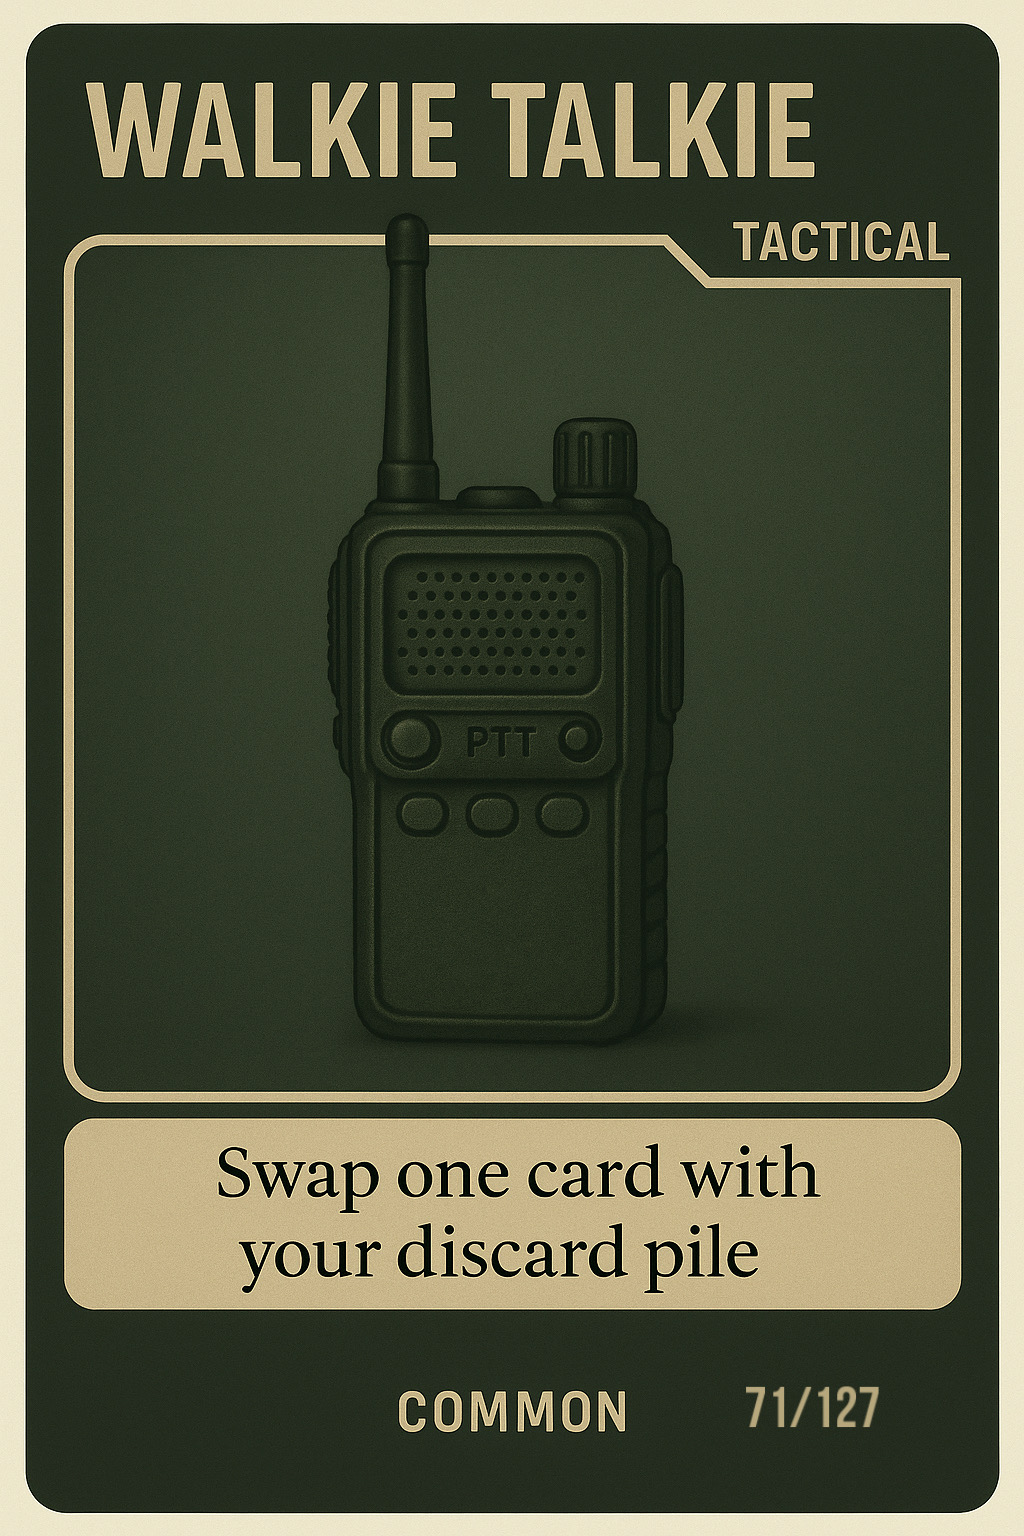 WALKIE TALKIE
TACTICAL
PTT
Swap one card with
your discard pile
COMMON
71/127